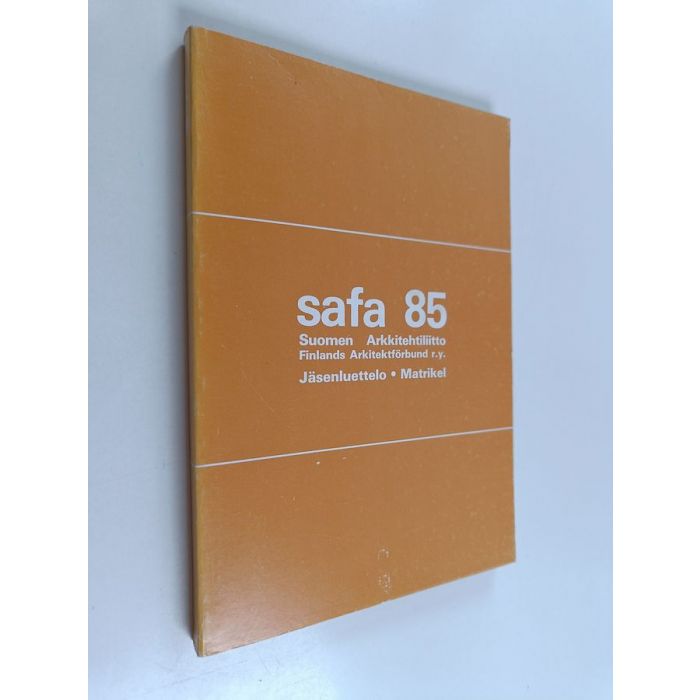 safa 85
Suomen Arkkitehtiliitto
Finlands Arkitektförbund r.y.
Jäsenluettelo • Matrikel